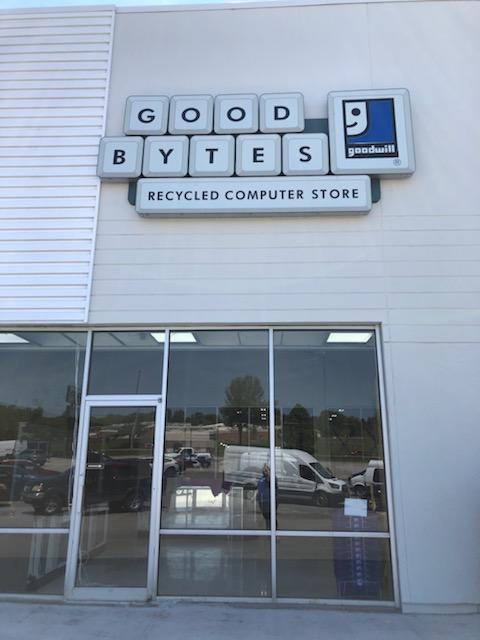 GOOD
BYTES
goodwill
®
RECYCLED COMPUTER STORE